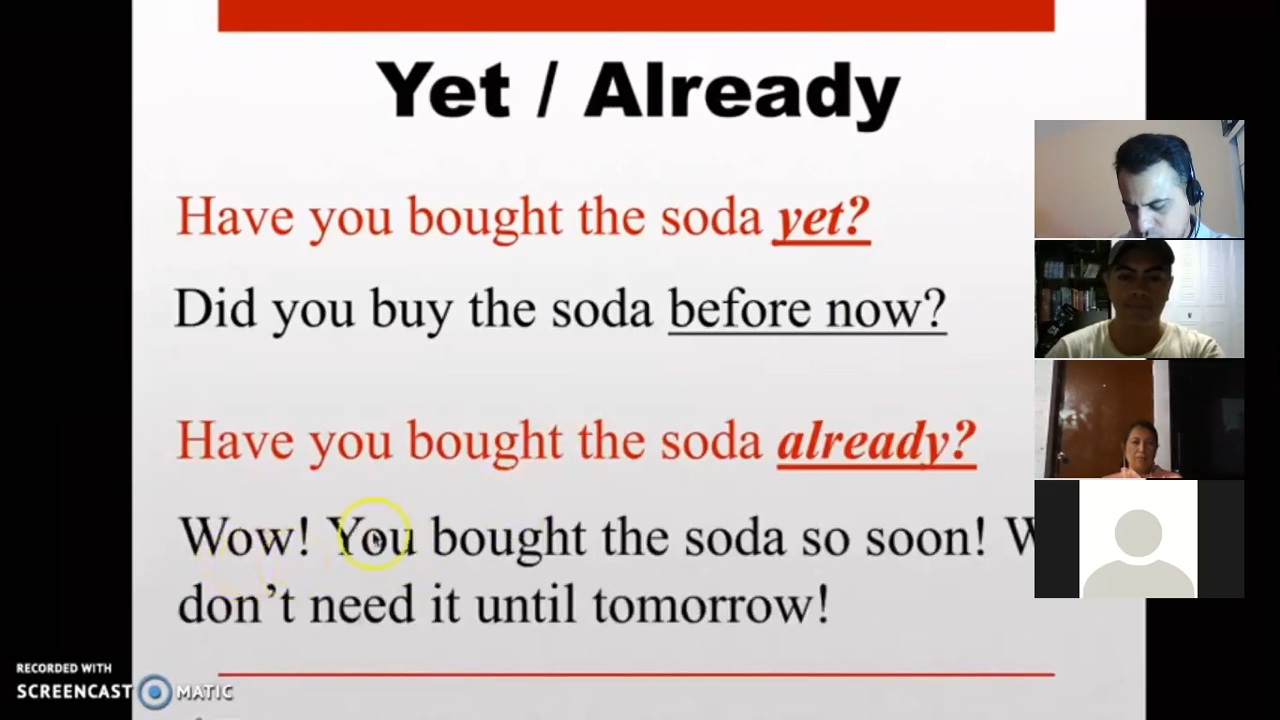 Yet / Already
Have you bought the soda yet?
Did you buy the soda before now?
Have you bought the soda already?
Wow! You bought the soda so soon! W
don't need it until tomorrow!
RECORDED WITH
SCREENCAST MATIC